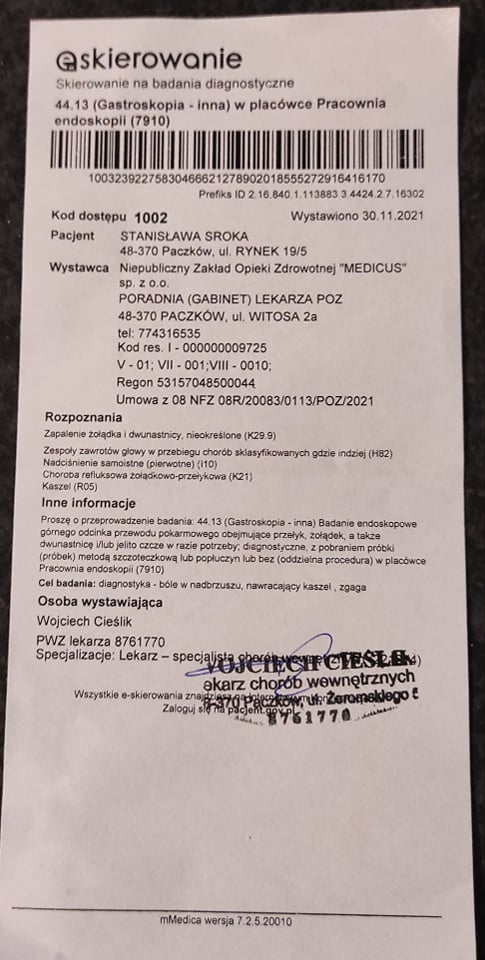 eskierowanie
Skierowanie na badania diagnostyczne
44.13 (Gastroskopia - inna) w placówce Pracownia
endoskopii (7910)
10032392275830466621278902018555272916416170
Prefiks ID 2.16.840.1.113883 3.4424.2.7.16302
Kod dostępu 1002 Wystawiono 30.11.2021
Pacjent STANISŁAWA SROKA
48-370 Paczków, ul. RYNEK 19/5
Wystawca Niepubliczny Zakład Opieki Zdrowotnej "MEDICUS"
sp. z o.o.
PORADNIA (GABINET) LEKARZA POZ
48-370 PACZKÓW, ul. WITOSA 2a
tel: 774316535
Kod res. I - 000000009725
V - 01; VII - 001;VIII - 0010;
Regon 53157048500044
Umowa z 08 NFZ 08R/20083/0113/POZ/2021
Rozpoznania
Zapalenie żołądka i dwunastnicy, nieokreślone (K29.9)
Zespoły zawrotów głowy w przebiegu chorób sklasyfikowanych gdzie indziej (H82)
Nadciśnienie samoistne (pierwotne) (I10)
Choroba refluksowa żołądkowo-przełykowa (K21)
Kaszel (R05)
Inne informacje
Proszę o przeprowadzenie badania: 44.13 (Gastroskopia - inna) Badanie endoskopowe
górnego odcinka przewodu pokarmowego obejmujące przełyk, żołądek, a także
dwunastnicę i/lub jelito czcze w razie potrzeby; diagnostyczne, z pobraniem próbki
(próbek) metodą szczoteczkową lub popłuczyn lub bez (oddzielna procedura) w placówce
Pracownia endoskopii (7910)
Cel badania: diagnostyka - bóle w nadbrzuszu, nawracający kaszel , zgaga
Osoba wystawiająca
Wojciech Cieślik
PWZ lekarza 8761770
Specjalizacje: Lekarz – specjalista chorób wewnętrznych
WOJCIECH CIEŚLIK
lekarz chorób wewnętrznych
Wszystkie e-skierowania znajdziesz na
48-370 Paczków, ul. Żeromskiego
Zaloguj się na pacjent.gov.pl
8761770
mMedica wersja 7.2.5.20010